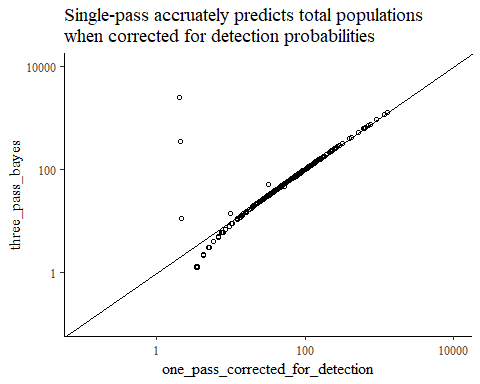 Single-pass accruately predicts total populations
when corrected for detection probabilities
10000
100
1
three_pass_bayes
1
100
10000
one_pass_corrected_for_detection